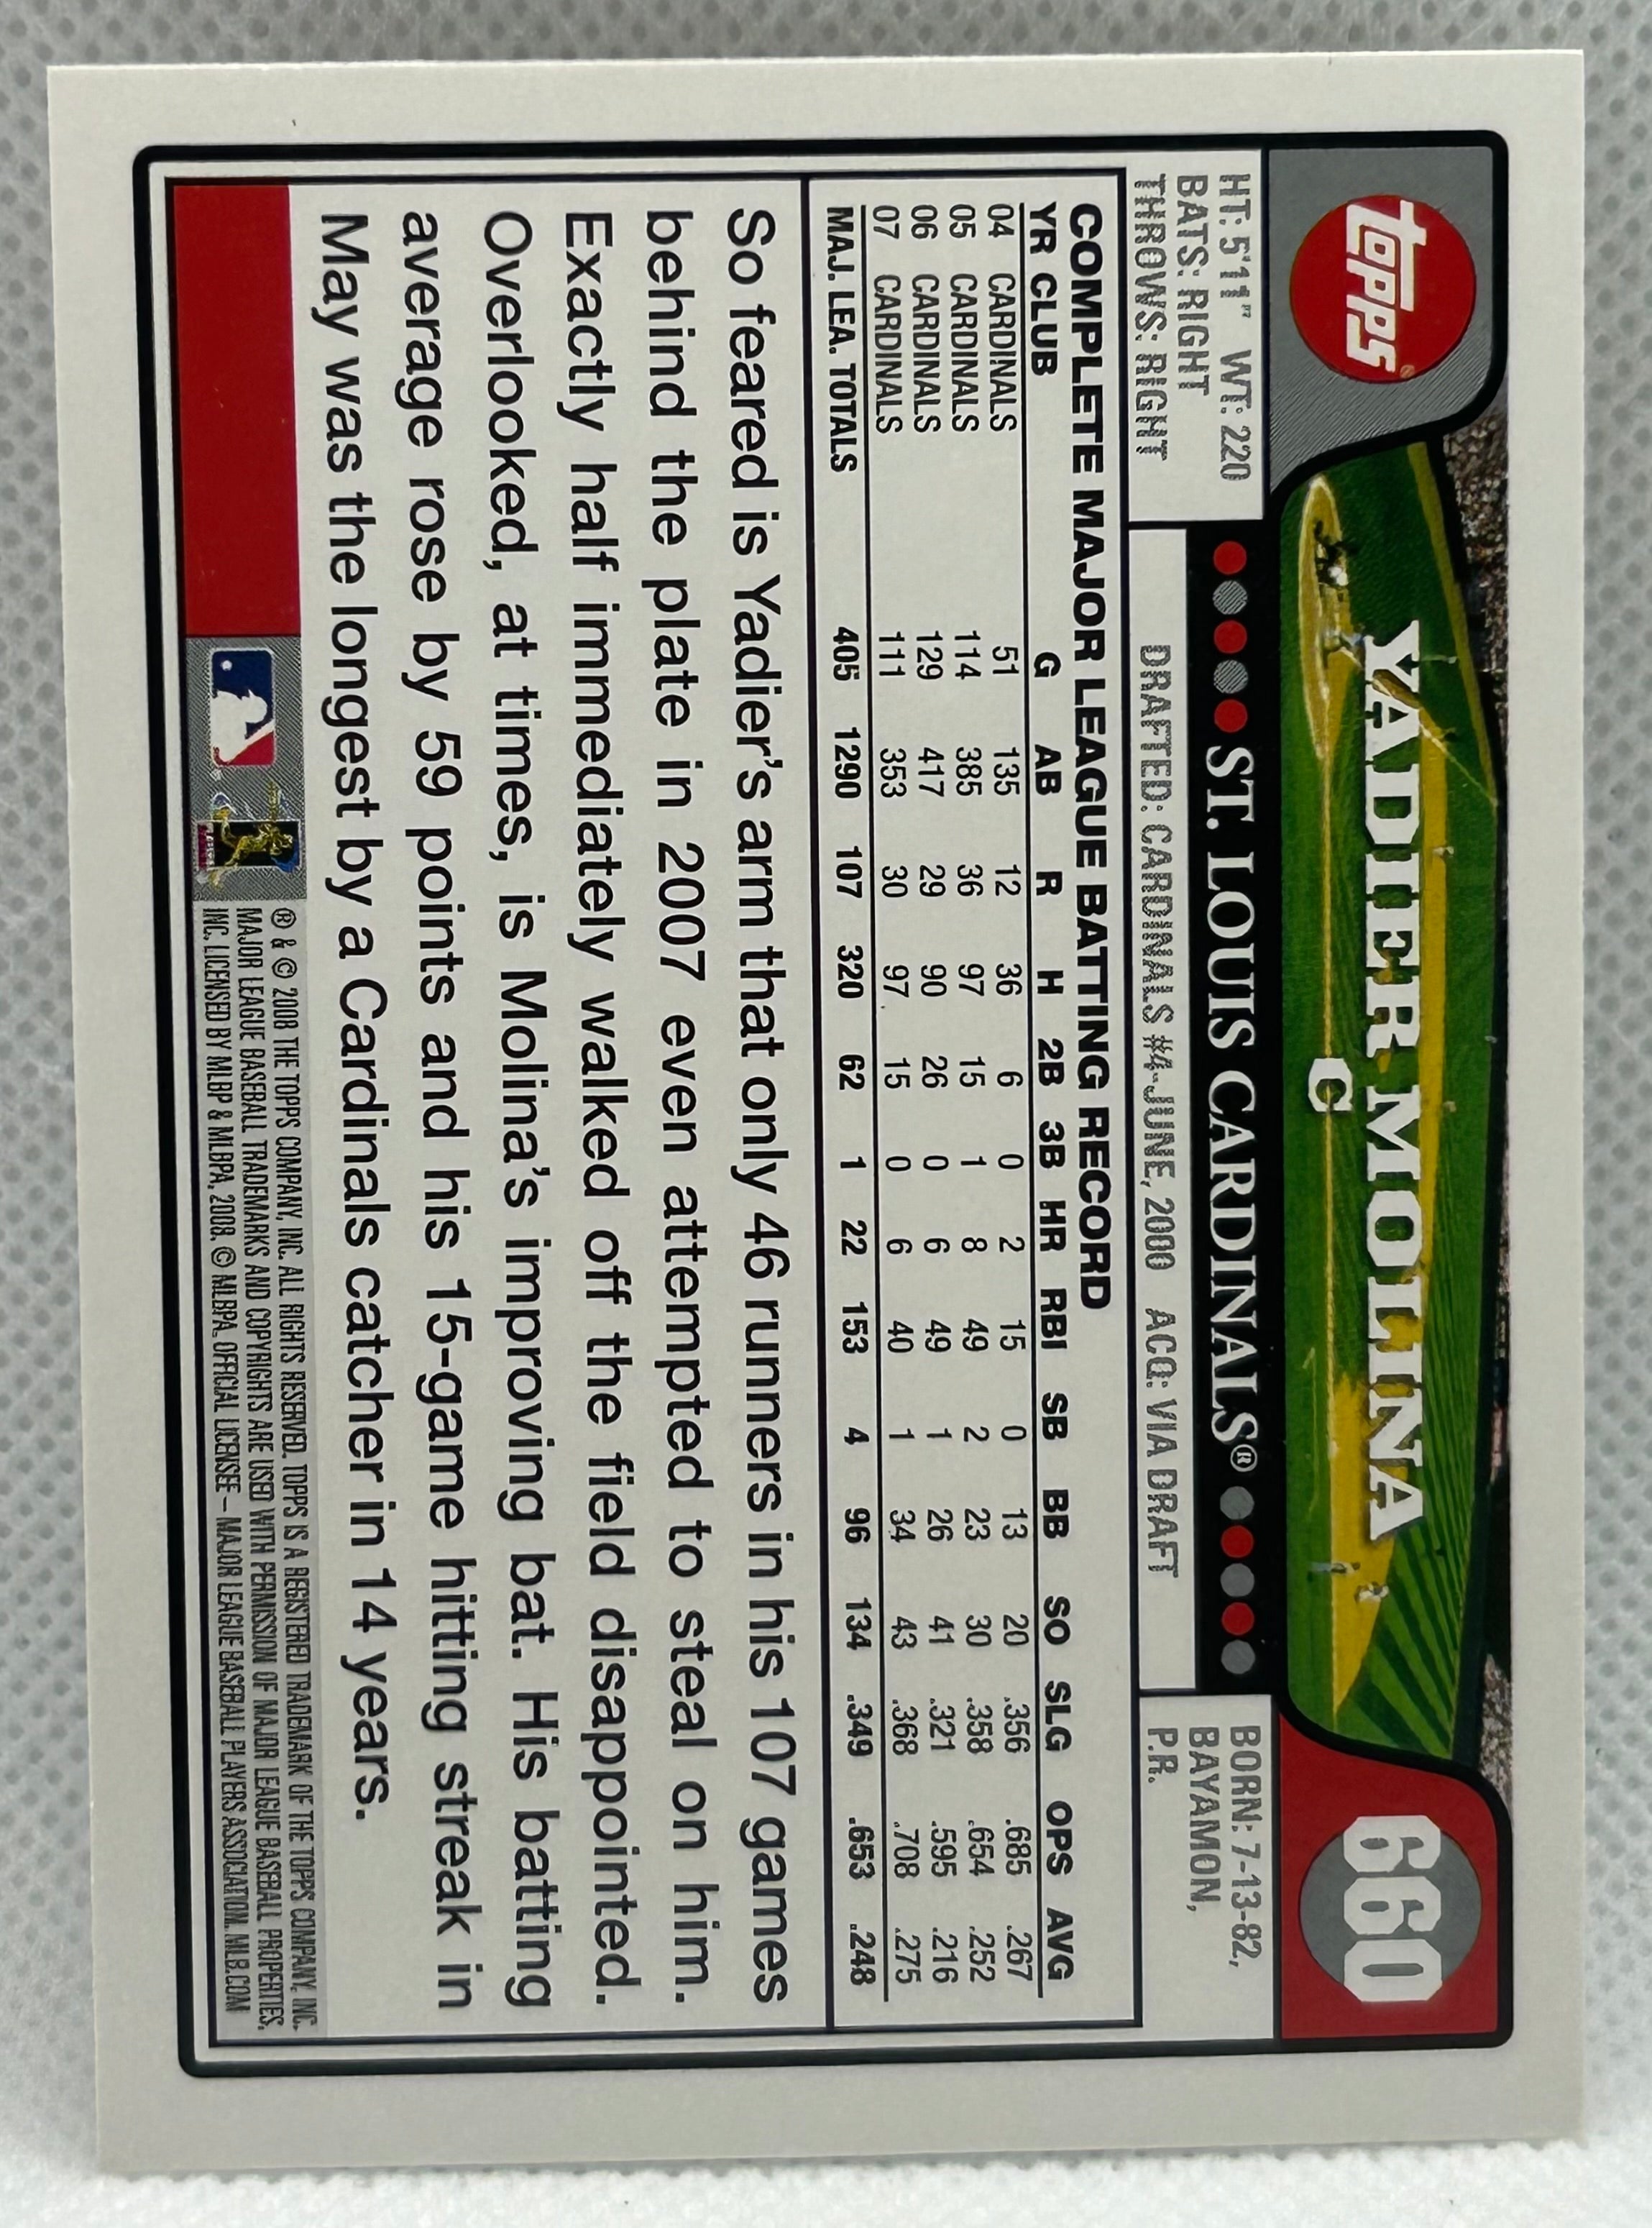 topps®
YADIER MOLINA
C
660
HT: 5'11" WT: 220
BATS: RIGHT
THROWS: RIGHT
ST. LOUIS CARDINALS®
DRAFTED: CARDINALS #4-JUNE, 2000 ACQ: VIA DRAFT
BORN: 7-13-82,
BAYAMON,
P.R.
COMPLETE MAJOR LEAGUE BATTING RECORD
YR CLUB G AB R H 2B 3B HR RBI SB BB SO SLG OPS AVG
04 CARDINALS 51 135 12 36 6 0 2 15 0 13 20 .356 .685 .267
05 CARDINALS 114 385 36 97 15 1 8 49 2 23 30 .358 .654 .252
06 CARDINALS 129 417 29 90 26 0 6 49 1 26 41 .321 .595 .216
07 CARDINALS 111 353 30 97 15 0 6 40 1 34 43 .368 .708 .275
MAJ. LEA. TOTALS 405 1290 107 320 62 1 22 153 4 96 134 .349 .653 .248
So feared is Yadier's arm that only 46 runners in his 107 games
behind the plate in 2007 even attempted to steal on him.
Exactly half immediately walked off the field disappointed.
Overlooked, at times, is Molina's improving bat. His batting
average rose by 59 points and his 15-game hitting streak in
May was the longest by a Cardinals catcher in 14 years.
® & © 2008 THE TOPPS COMPANY, INC. ALL RIGHTS RESERVED. TOPPS IS A REGISTERED TRADEMARK OF THE TOPPS COMPANY, INC.
MAJOR LEAGUE BASEBALL TRADEMARKS AND COPYRIGHTS ARE USED WITH PERMISSION OF MAJOR LEAGUE BASEBALL PROPERTIES,
INC. LICENSED BY MLBP & MLBPA, 2008. © MLBPA. OFFICIAL LICENSEE – MAJOR LEAGUE BASEBALL PLAYERS ASSOCIATION. MLB.COM